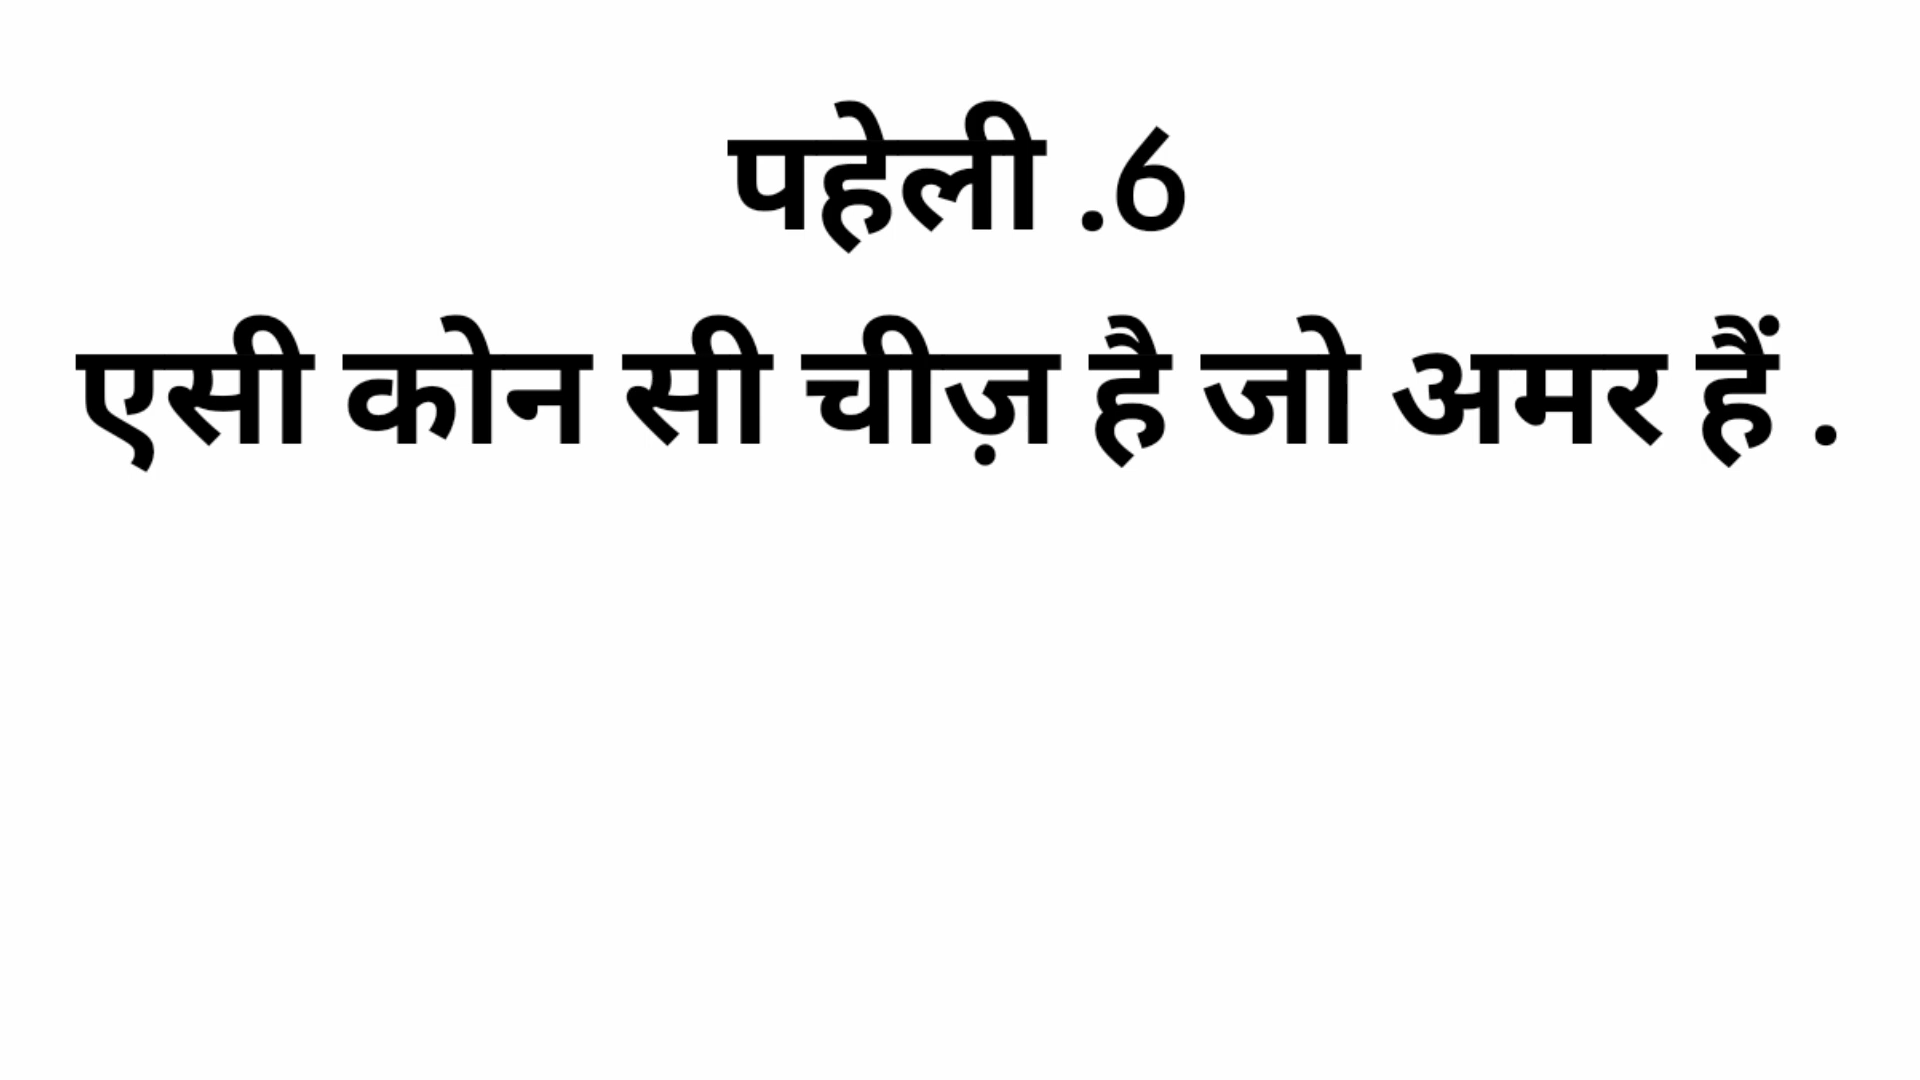 पहेली .6
एसी कोन सी चीज़ है जो अमर हैं .